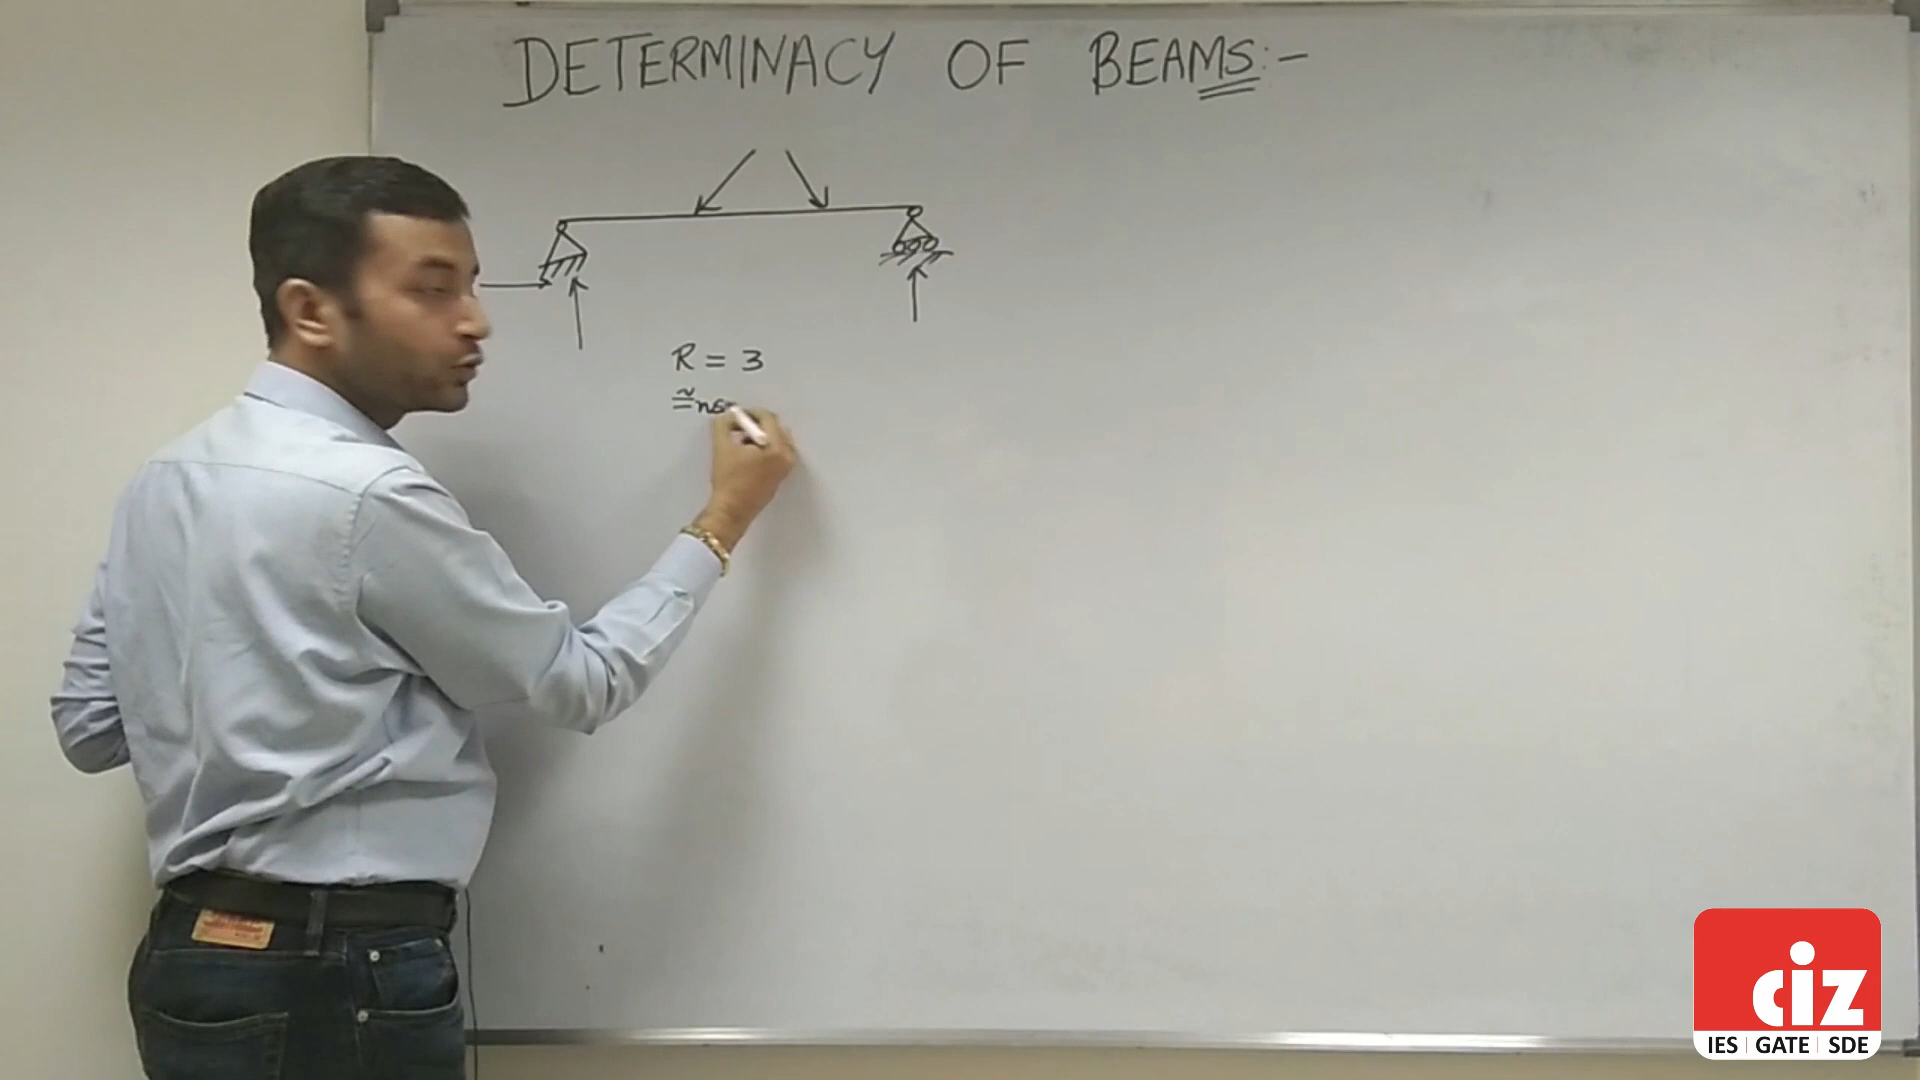 DETERMINACY OF BEAMS:-
R = 3
ciz
IES | GATE | SDE